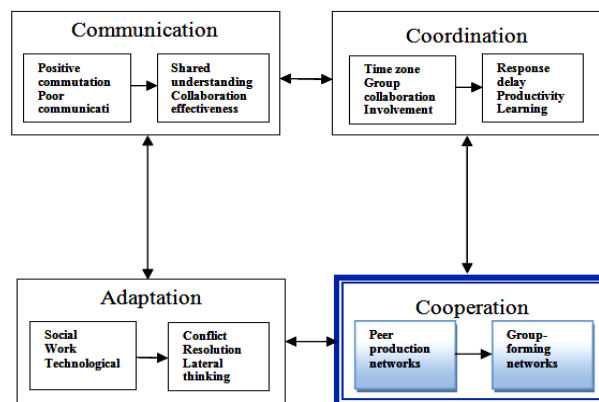 Communication
Positive
commutation
Poor
communicati
Shared
understanding
Collaboration
effectiveness
Coordination
Time zone
Group
collaboration
Involvement
Response
delay
Productivity
Learning
Adaptation
Social
Work
Technological
Conflict
Resolution
Lateral
thinking
Cooperation
Peer
production
networks
Group-
forming
networks